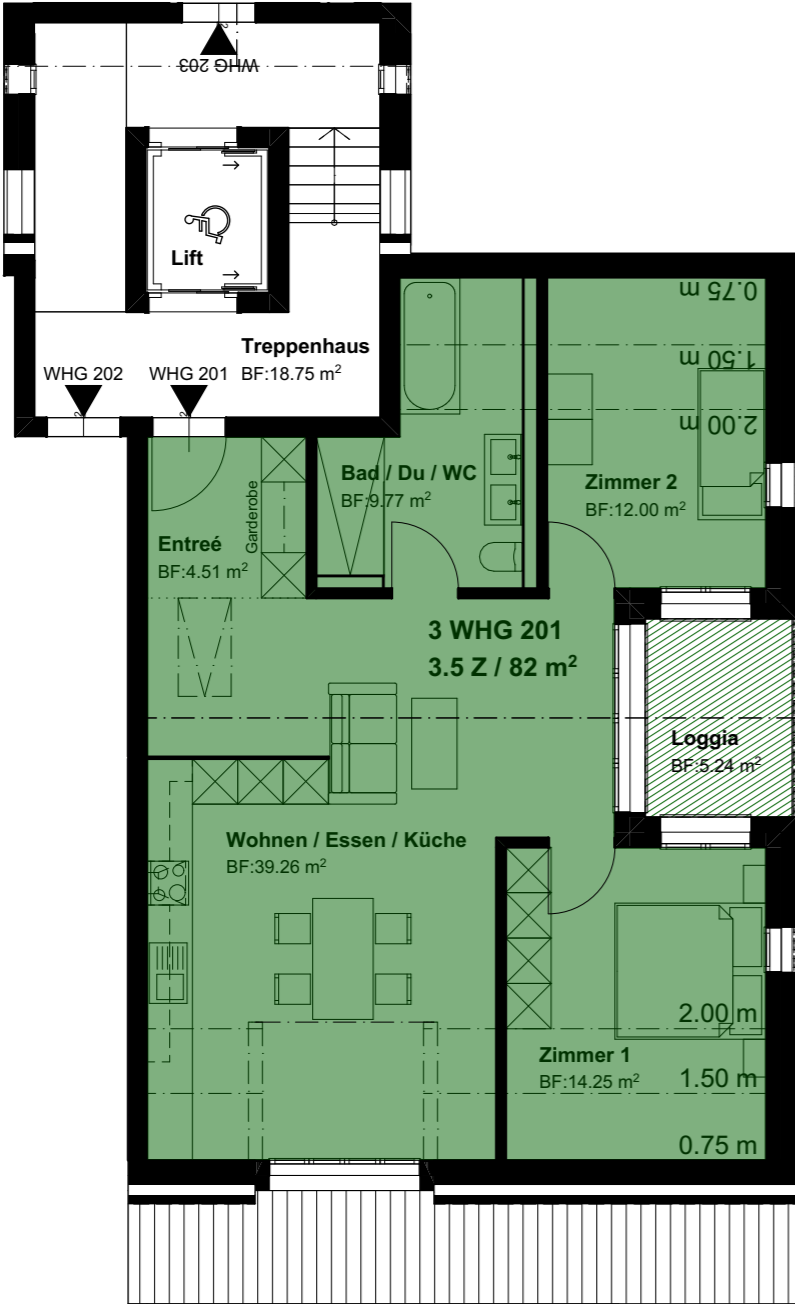 WHG 203
Lift
Treppenhaus
BF:18.75 m²
WHG 202
WHG 201
0.75 m
1.50 m
2.00 m
Bad / Du / WC
BF:9.77 m²
Zimmer 2
BF:12.00 m²
Garderobe
Entreé
BF:4.51 m²
3 WHG 201
3.5 Z / 82 m²
Loggia
BF:5.24 m²
Wohnen / Essen / Küche
BF:39.26 m²
2.00 m
Zimmer 1
BF:14.25 m²
1.50 m
0.75 m